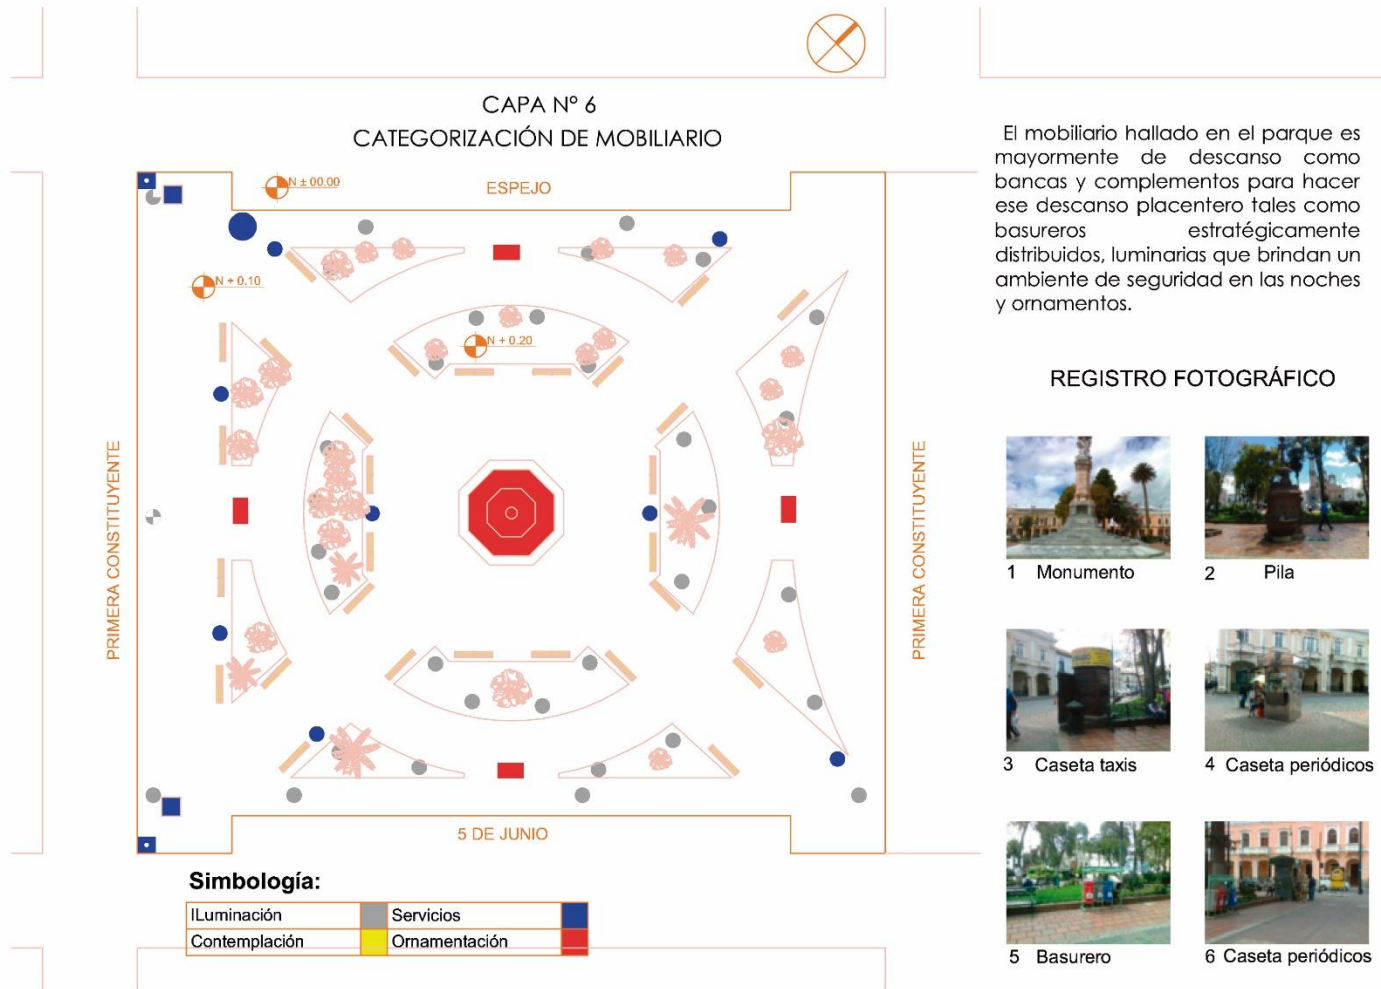 CAPA Nº 6
CATEGORIZACIÓN DE MOBILIARIO
N ± 00.00
ESPEJO
N + 0.10
N + 0.20
PRIMERA CONSTITUYENTE
PRIMERA CONSTITUYENTE
5 DE JUNIO
Simbología:
ILuminación
Servicios
Contemplación
Ornamentación
El mobiliario hallado en el parque es
mayormente de descanso como
bancas y complementos para hacer
ese descanso placentero tales como
basureros estratégicamente
distribuidos, luminarias que brindan un
ambiente de seguridad en las noches
y ornamentos.
REGISTRO FOTOGRÁFICO
1 Monumento
2 Pila
3 Caseta taxis
4 Caseta periódicos
5 Basurero
6 Caseta periódicos